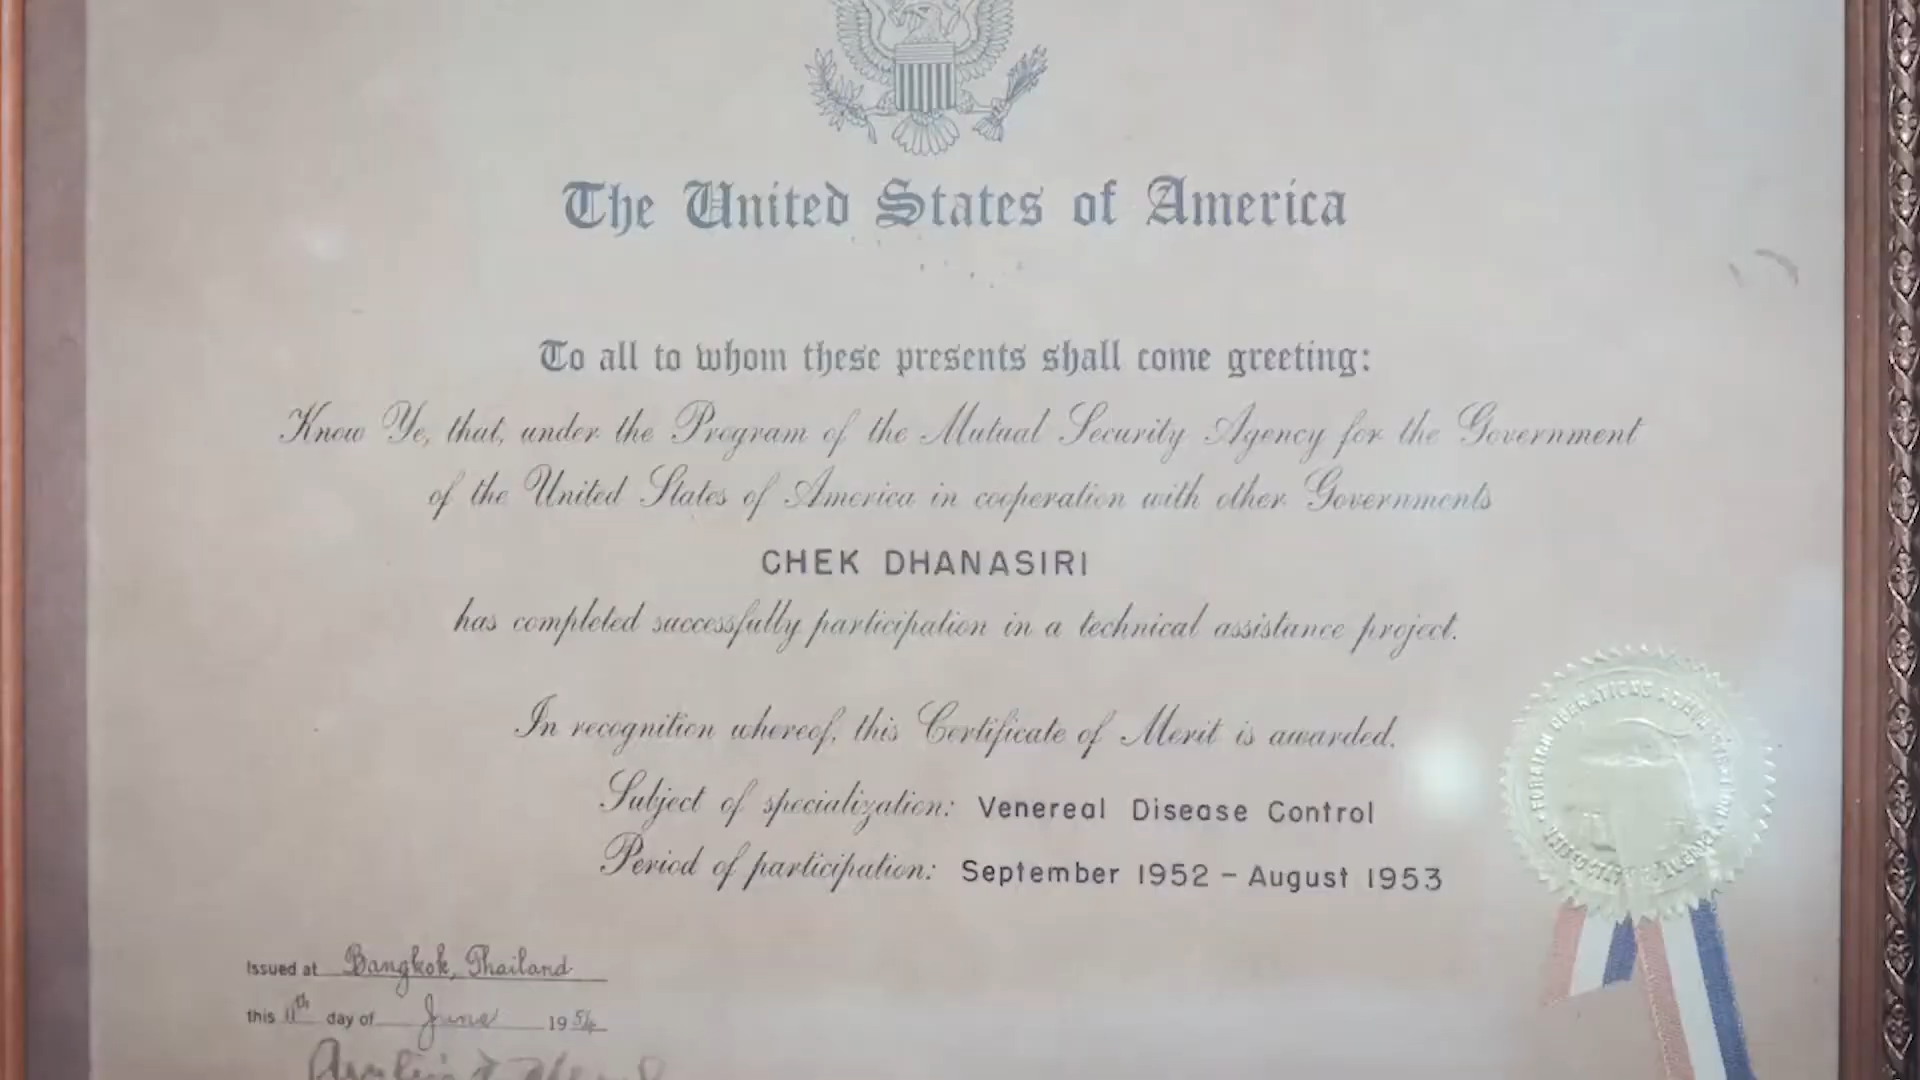 The United States of America
To all to whom these presents shall come greeting:
Know Ye, that, under the Program of the Mutual Security Agency for the Government
of the United States of America in cooperation with other Governments
CHEK DHANASIRI
has completed successfully participation in a technical assistance project.
In recognition whereof, this Certificate of Merit is awarded.
Subject of specialization: Venereal Disease Control
Period of participation: September 1952 – August 1953
FOREIGN OPERATIONS ADMINISTRATION
Issued at Bangkok, Thailand
this 11th day of June 1954